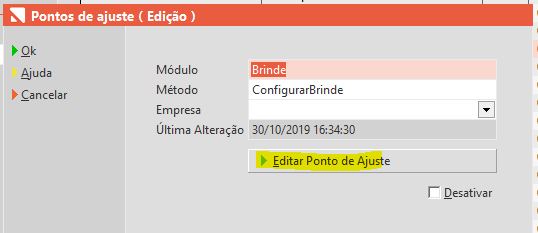 Pontos de ajuste ( Edição )
Ok
Ajuda
Cancelar
Módulo Brinde
Método ConfigurarBrinde
Empresa
Última Alteração 30/10/2019 16:34:30
Editar Ponto de Ajuste
Desativar